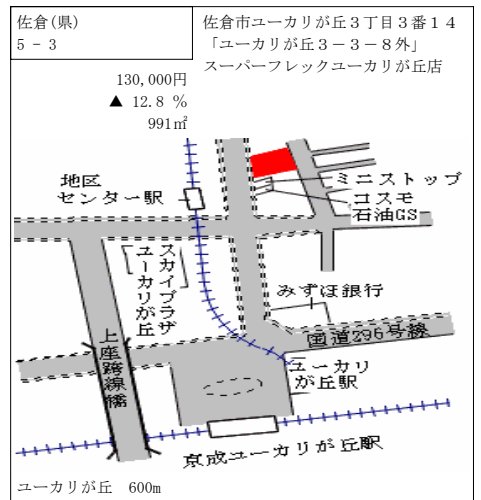 佐倉(県)
5－3
佐倉市ユーカリが丘３丁目３番１４
「ユーカリが丘３－３－８外」
スーパーフレックユーカリが丘店
130,000円
▲ 12.8 %
991㎡
地区
センター駅
ミニストップ
コスモ
石油GS
スカイプラザ
ユーカリが丘
みずほ銀行
国道296号線
上座跨線橋
ユーカリ
が丘駅
京成ユーカリが丘駅
ユーカリが丘　600m